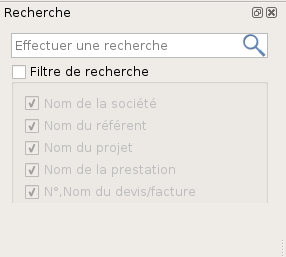 Recherche
Effectuer une recherche
Filtre de recherche
Nom de la société
Nom du référent
Nom du projet
Nom de la prestation
N°,Nom du devis/facture